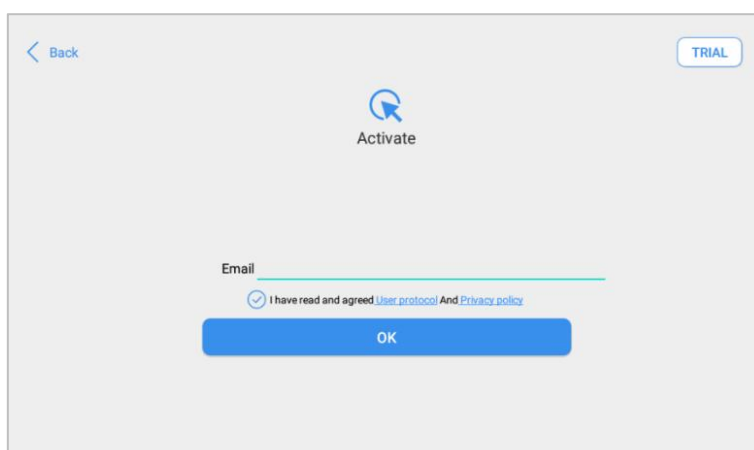 Back
TRIAL
Activate
Email
I have read and agreed User protocol And Privacy policy
OK